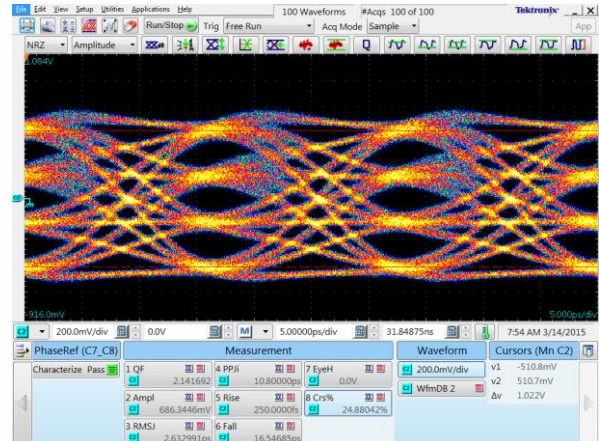 File Edit View Setup Utilities Applications Help 100 Waveforms #Acqs 100 of 100 Tektronix
Run/Stop Trig Free Run Acq Mode Sample App
NRZ Amplitude
1.084V
-916.0mV 5.000ps/div
C2 200.0mV/div 0.0V M 5.00000ps/div 31.84875ns 7:54 AM 3/14/2015
PhaseRef (C7_C8) Measurement Waveform Cursors (Mn C2)
Characterize Pass 1 QF 4 PPJi 7 EyeH C2 200.0mV/div v1 -510.8mV
2.141692 10.80000ps 0.0V v2 510.7mV
2 Ampl 5 Rise 8 Crs% C2 WfmDB 2 Δv 1.022V
686.3446mV 250.0000fs 24.88042%
3 RMSJ 6 Fall
2.632991ps 16.54685ps